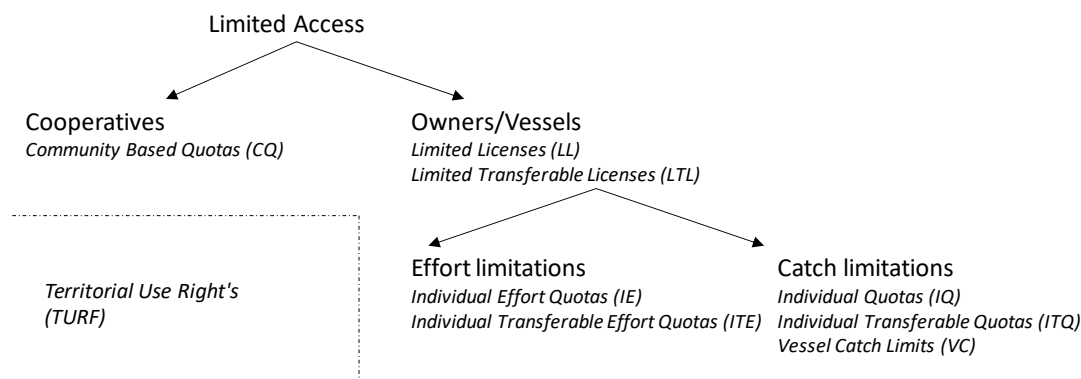 Limited Access
Cooperatives
Community Based Quotas (CQ)
Owners/Vessels
Limited Licenses (LL)
Limited Transferable Licenses (LTL)
Territorial Use Right's
(TURF)
Effort limitations
Individual Effort Quotas (IE)
Individual Transferable Effort Quotas (ITE)
Catch limitations
Individual Quotas (IQ)
Individual Transferable Quotas (ITQ)
Vessel Catch Limits (VC)